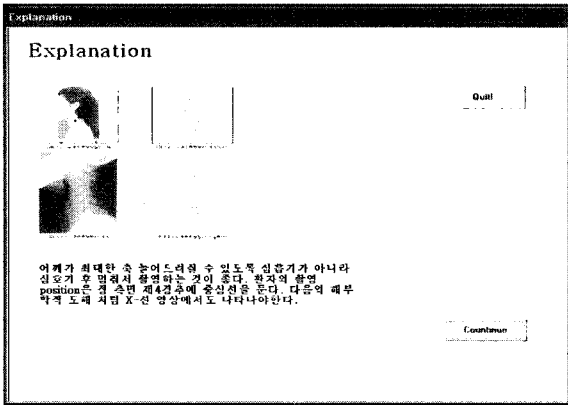 Explanation
Explanation
Quit!
어깨가 최대한 축 늘어드려질 수 있도록 심흡기가 아니라
심호기 후 멈춰서 촬영하는 것이 좋다. 환자의 촬영
position은 정 측면 제4경추에 중심선을 둔다. 다음의 해부
학적 도해 처럼 X-선 영상에서도 나타나야한다.
Countinue